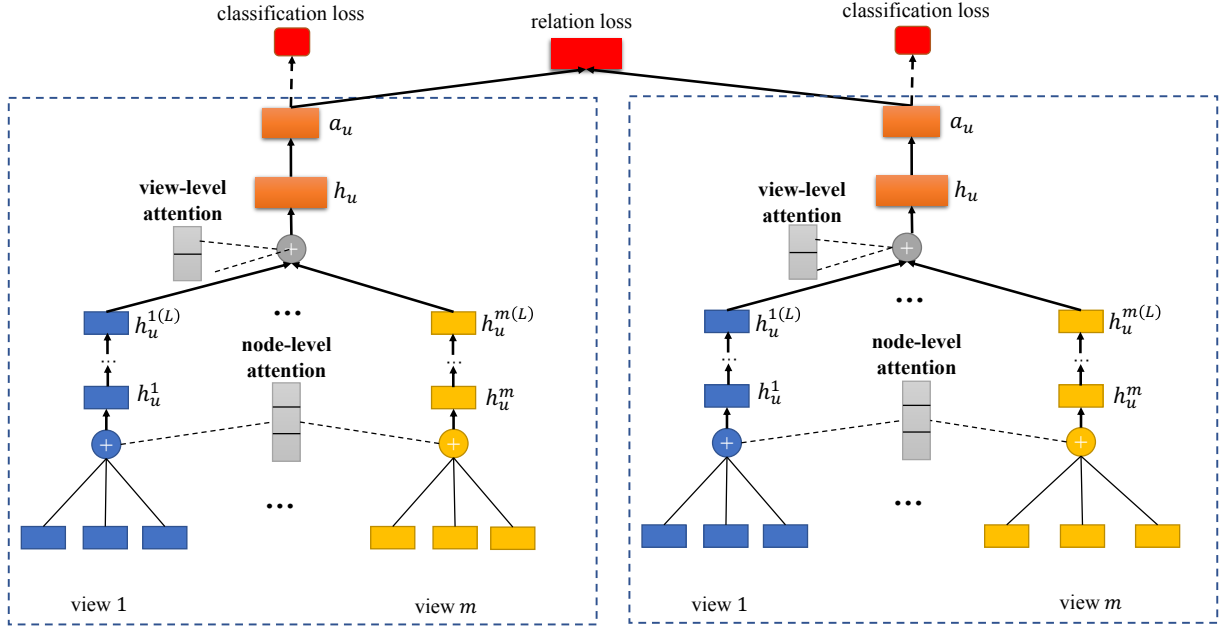 classification loss
relation loss
classification loss
$a_u$
$a_u$
view-level
attention
$h_u$
view-level
attention
$h_u$
+
+
$h_u^{1(L)}$
...
$h_u^{m(L)}$
$h_u^{1(L)}$
...
$h_u^{m(L)}$
node-level
attention
node-level
attention
...
...
...
...
$h_u^1$
$h_u^m$
$h_u^1$
$h_u^m$
+
+
+
+
...
...
view 1
view $m$
view 1
view $m$